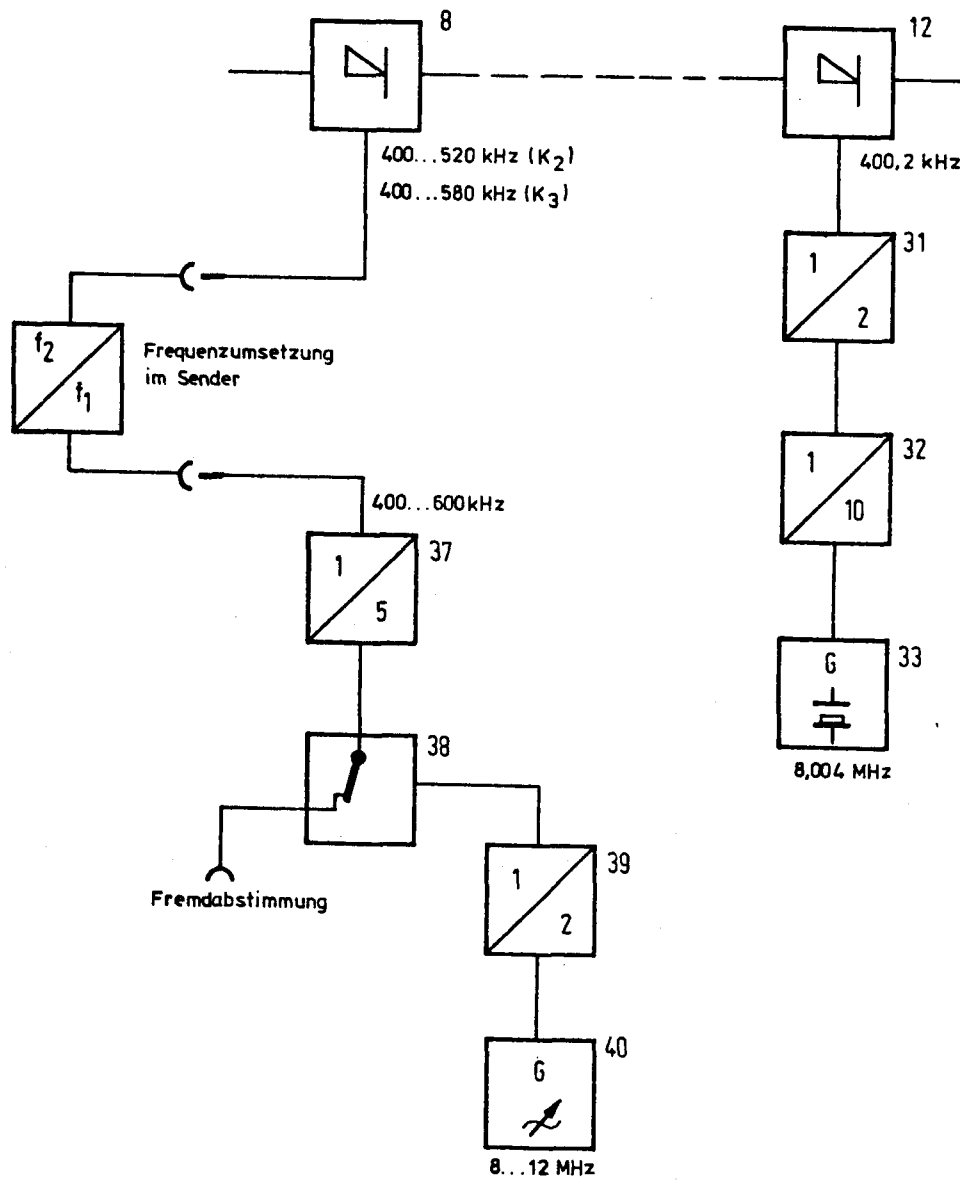 8
12
400...520 kHz (K2)
400...580 kHz (K3)
400,2 kHz
1
2
31
f2
f1
Frequenzumsetzung
im Sender
1
10
32
400...600kHz
1
5
37
G
33
8,004 MHz
38
Fremdabstimmung
1
2
39
G
40
8...12 MHz